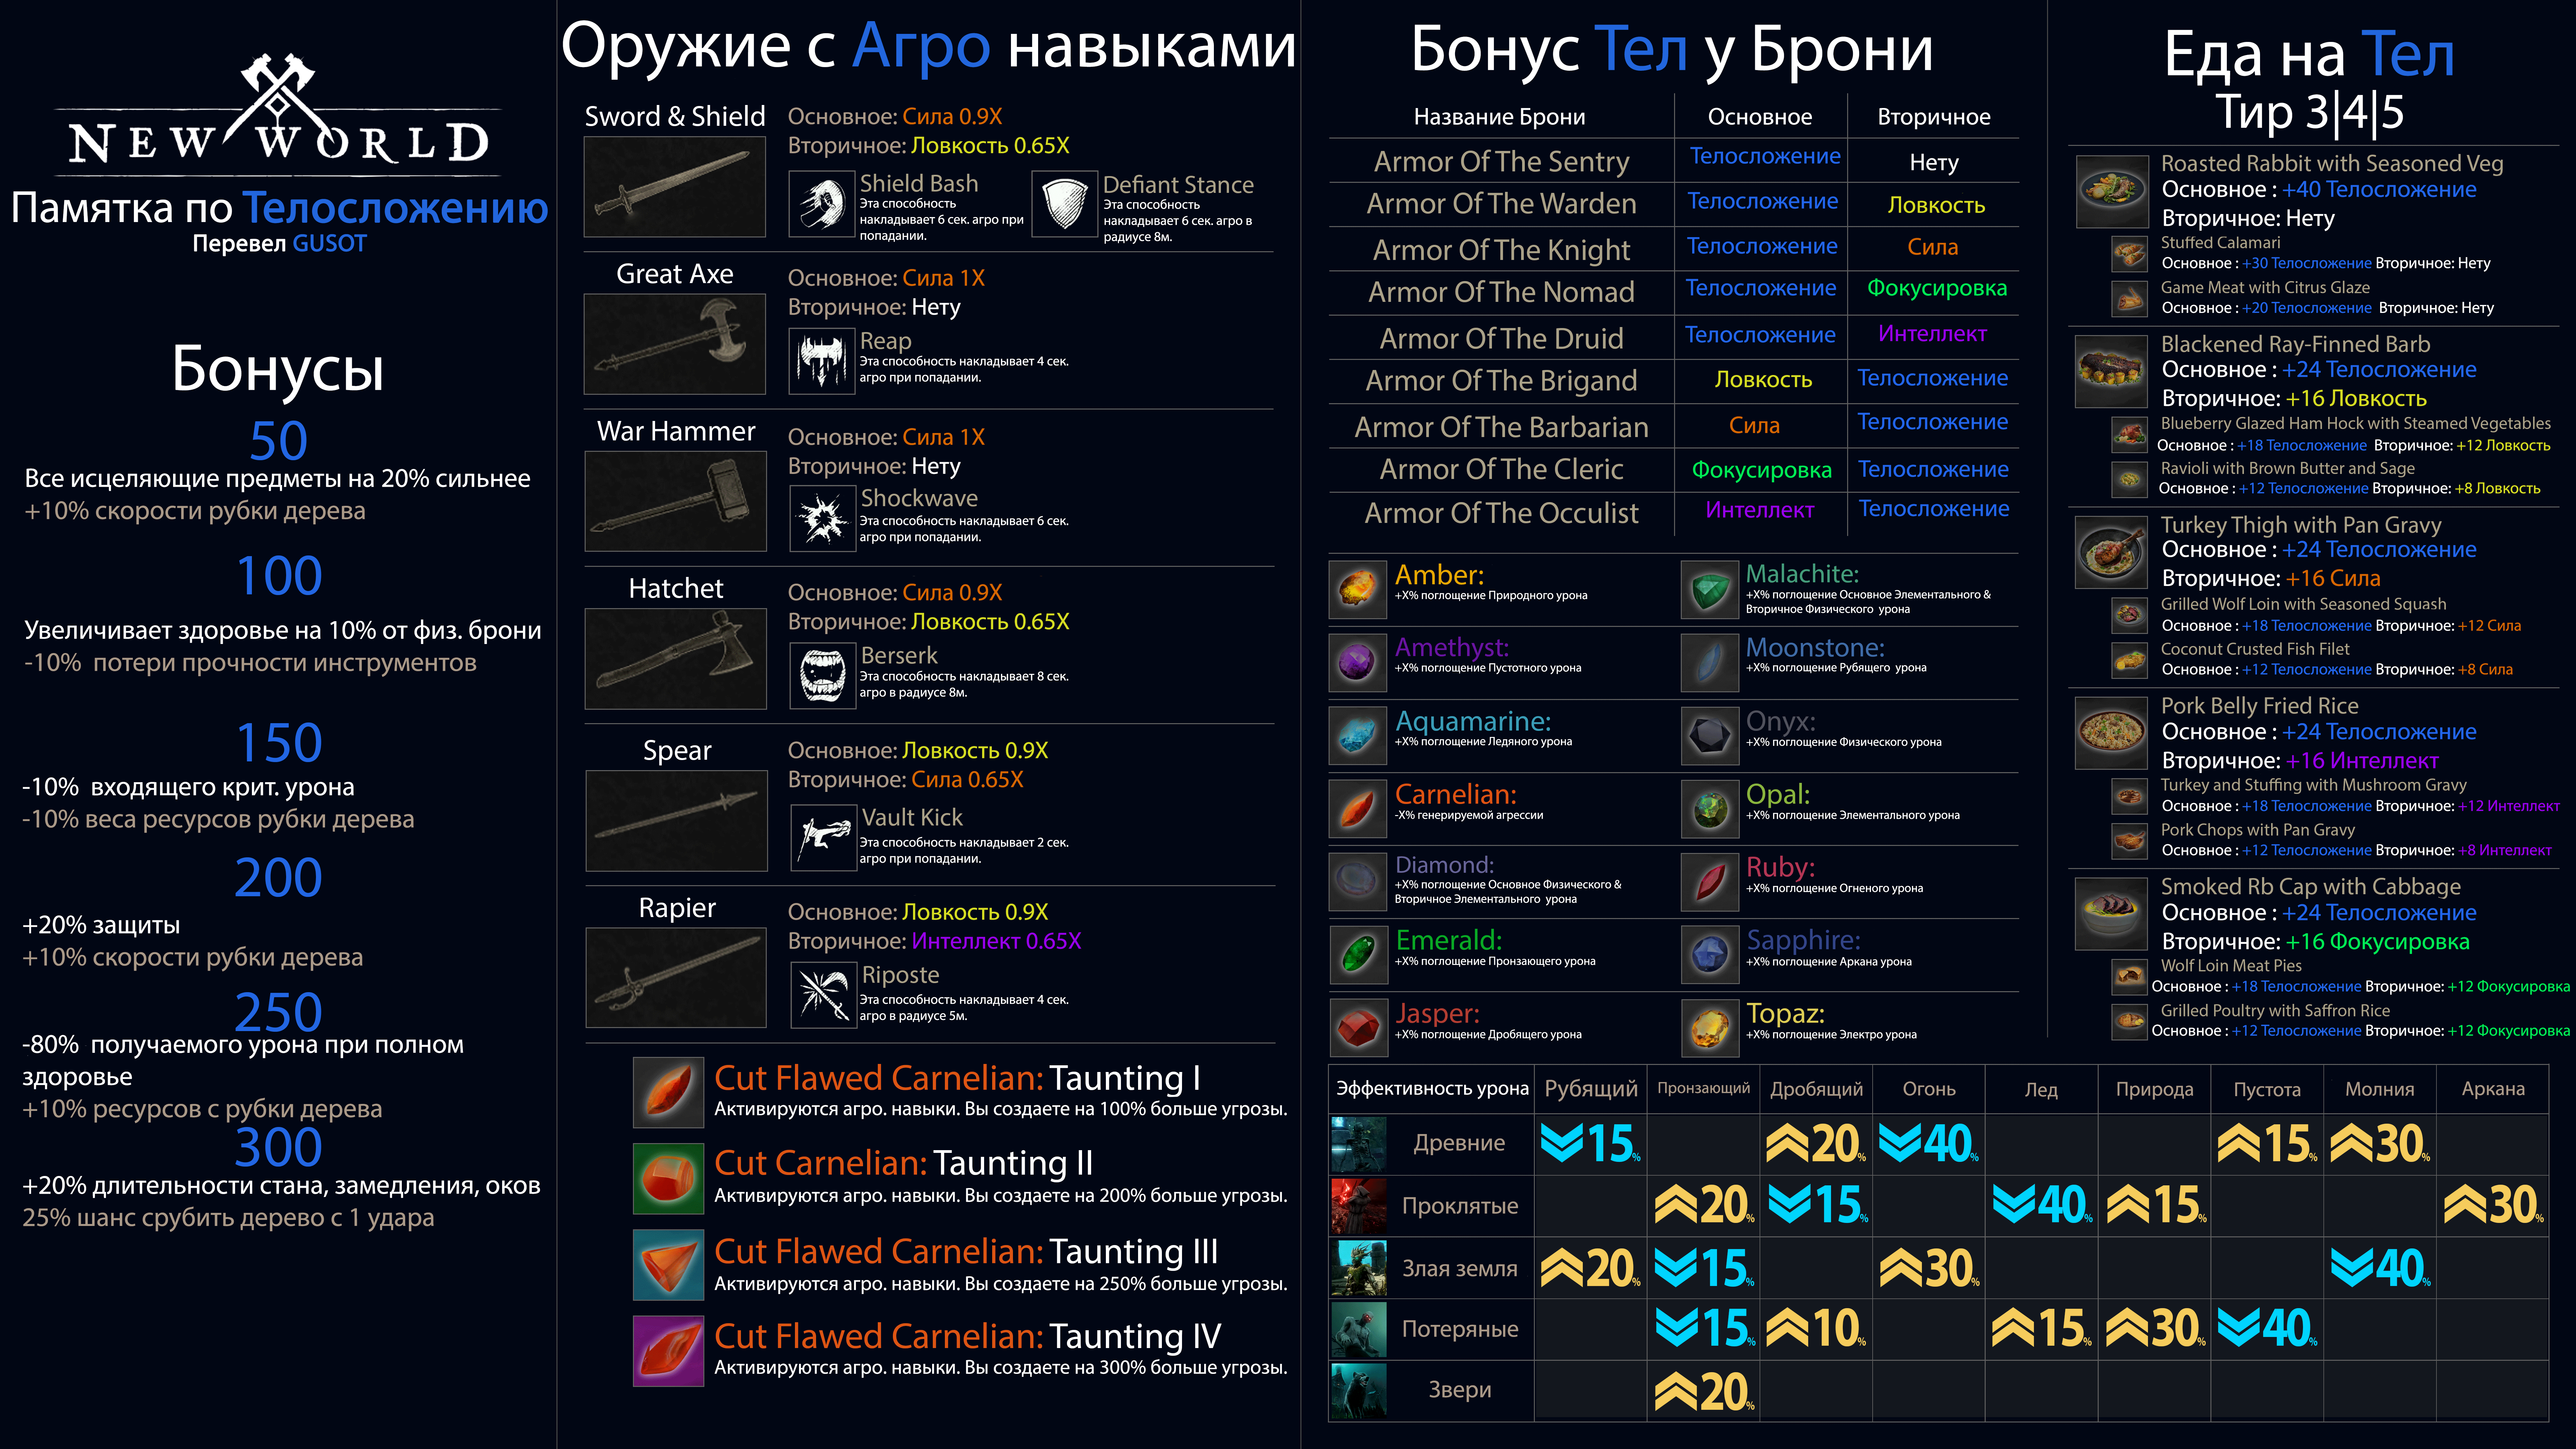 NEW WORLD
Памятка по Телосложению
Перевел GUSOT
Бонусы
50
Все исцеляющие предметы на 20% сильнее
+10% скорости рубки дерева
100
Увеличивает здоровье на 10% от физ. брони
-10% потери прочности инструментов
150
-10% входящего крит. урона
-10% веса ресурсов рубки дерева
200
+20% защиты
+10% скорости рубки дерева
250
-80% получаемого урона при полном
здоровье
+10% ресурсов с рубки дерева
300
+20% длительности стана, замедления, оков
25% шанс срубить дерево с 1 удара
Оружие с Агро навыками
Sword & Shield
Основное: Сила 0.9X
Вторичное: Ловкость 0.65X
Shield Bash
Эта способность
накладывает 6 сек. агро при
попадании.
Defiant Stance
Эта способность
накладывает 6 сек. агро в
радиусе 8м.
Great Axe
Основное: Сила 1X
Вторичное: Нету
Reap
Эта способность накладывает 4 сек.
агро при попадании.
War Hammer
Основное: Сила 1X
Вторичное: Нету
Shockwave
Эта способность накладывает 6 сек.
агро при попадании.
Hatchet
Основное: Сила 0.9X
Вторичное: Ловкость 0.65X
Berserk
Эта способность накладывает 8 сек.
агро в радиусе 8м.
Spear
Основное: Ловкость 0.9X
Вторичное: Сила 0.65X
Vault Kick
Эта способность накладывает 2 сек.
агро при попадании.
Rapier
Основное: Ловкость 0.9X
Вторичное: Интеллект 0.65X
Riposte
Эта способность накладывает 4 сек.
агро в радиусе 5м.
Cut Flawed Carnelian: Taunting I
Активируются агро. навыки. Вы создаете на 100% больше угрозы.
Cut Carnelian: Taunting II
Активируются агро. навыки. Вы создаете на 200% больше угрозы.
Cut Flawed Carnelian: Taunting III
Активируются агро. навыки. Вы создаете на 250% больше угрозы.
Cut Flawed Carnelian: Taunting IV
Активируются агро. навыки. Вы создаете на 300% больше угрозы.
Бонус Тел у Брони
Название Брони Основное Вторичное
Armor Of The Sentry Телосложение Нету
Armor Of The Warden Телосложение Ловкость
Armor Of The Knight Телосложение Сила
Armor Of The Nomad Телосложение Фокусировка
Armor Of The Druid Телосложение Интеллект
Armor Of The Brigand Ловкость Телосложение
Armor Of The Barbarian Сила Телосложение
Armor Of The Cleric Фокусировка Телосложение
Armor Of The Occulist Интеллект Телосложение
Amber:
+X% поглощение Природного урона
Malachite:
+X% поглощение Основное Элементального &
Вторичное Физического урона
Amethyst:
+X% поглощение Пустотного урона
Moonstone:
+X% поглощение Рубящего урона
Aquamarine:
+X% поглощение Ледяного урона
Onyx:
+X% поглощение Физического урона
Carnelian:
-X% генерируемой агрессии
Opal:
+X% поглощение Элементального урона
Diamond:
+X% поглощение Основное Физического &
Вторичное Элементального урона
Ruby:
+X% поглощение Огненого урона
Emerald:
+X% поглощение Пронзающего урона
Sapphire:
+X% поглощение Аркана урона
Jasper:
+X% поглощение Дробящего урона
Topaz:
+X% поглощение Электро урона
Еда на Тел
Тир 3|4|5
Roasted Rabbit with Seasoned Veg
Основное : +40 Телосложение
Вторичное: Нету
Stuffed Calamari
Основное : +30 Телосложение Вторичное: Нету
Game Meat with Citrus Glaze
Основное : +20 Телосложение Вторичное: Нету
Blackened Ray-Finned Barb
Основное : +24 Телосложение
Вторичное: +16 Ловкость
Blueberry Glazed Ham Hock with Steamed Vegetables
Основное : +18 Телосложение Вторичное: +12 Ловкость
Ravioli with Brown Butter and Sage
Основное : +12 Телосложение Вторичное: +8 Ловкость
Turkey Thigh with Pan Gravy
Основное : +24 Телосложение
Вторичное: +16 Сила
Grilled Wolf Loin with Seasoned Squash
Основное : +18 Телосложение Вторичное: +12 Сила
Coconut Crusted Fish Filet
Основное : +12 Телосложение Вторичное: +8 Сила
Pork Belly Fried Rice
Основное : +24 Телосложение
Вторичное: +16 Интеллект
Turkey and Stuffing with Mushroom Gravy
Основное : +18 Телосложение Вторичное: +12 Интеллект
Pork Chops with Pan Gravy
Основное : +12 Телосложение Вторичное: +8 Интеллект
Smoked Rb Cap with Cabbage
Основное : +24 Телосложение
Вторичное: +16 Фокусировка
Wolf Loin Meat Pies
Основное : +18 Телосложение Вторичное: +12 Фокусировка
Grilled Poultry with Saffron Rice
Основное : +12 Телосложение Вторичное: +12 Фокусировка
Эффективность урона Рубящий Пронзающий Дробящий Огонь Лед Природа Пустота Молния Аркана
Древние 15% 20% 40% 15% 30%
Проклятые 20% 15% 40% 15% 30%
Злая земля 20% 15% 30% 40%
Потеряные 15% 10% 15% 30% 40%
Звери 20%